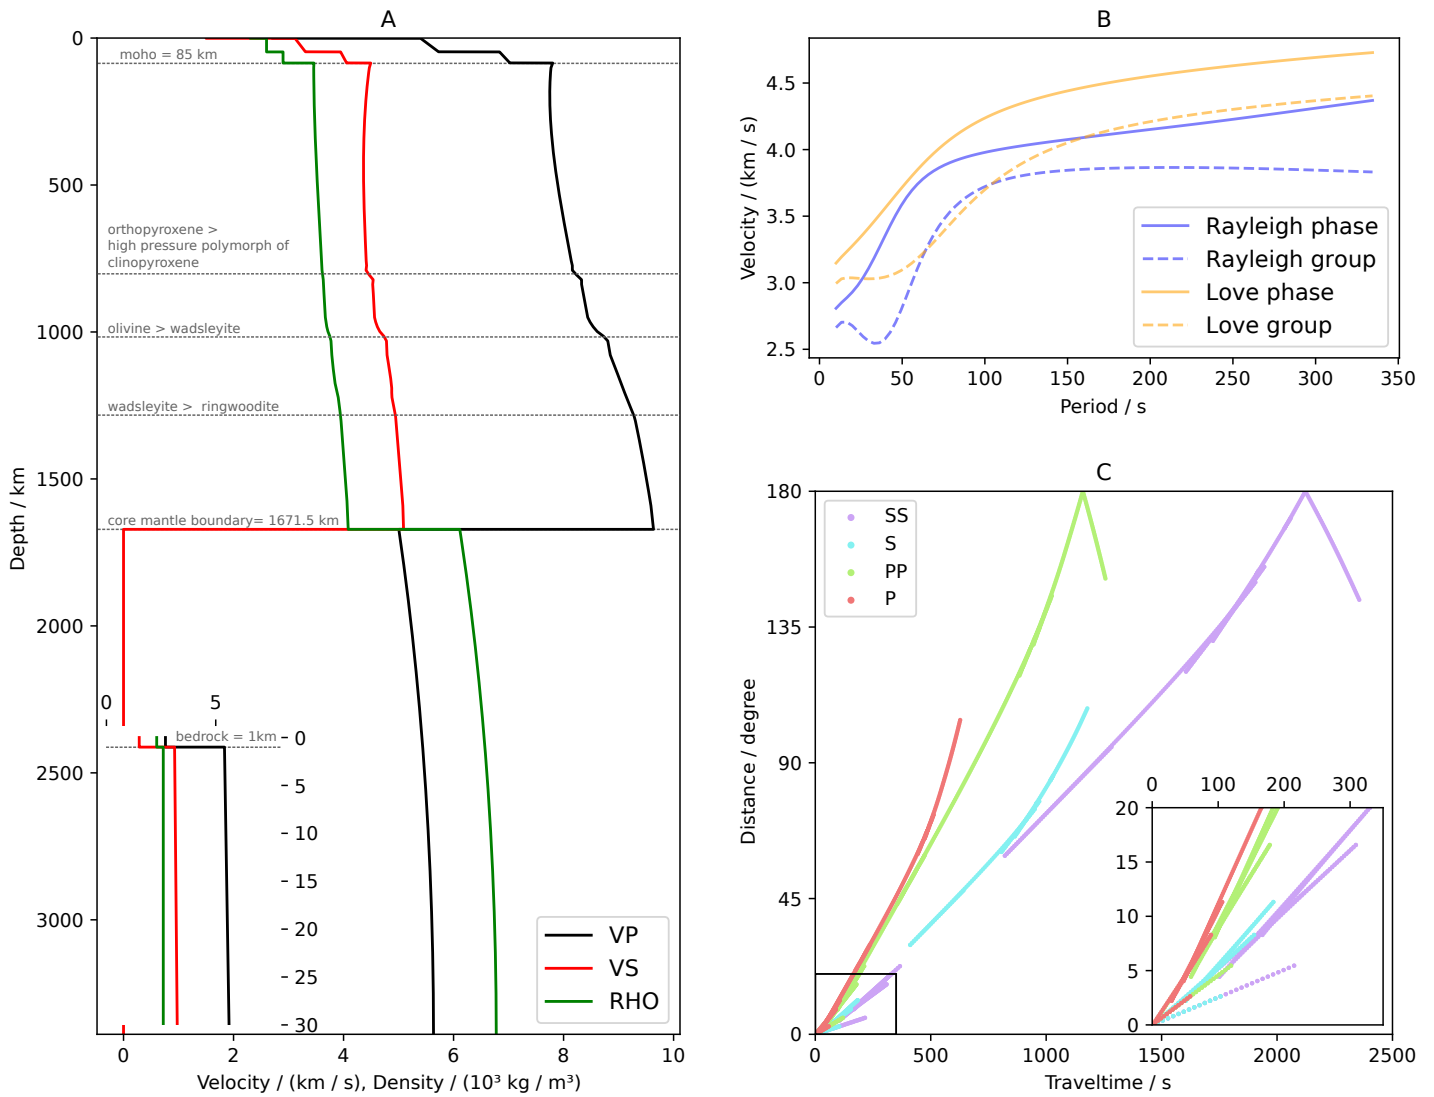 A
0
500
1000
1500
2000
2500
3000
Depth / km
moho = 85 km
orthopyroxene >
high pressure polymorph of
clinopyroxene
olivine > wadsleyite
wadsleyite >  ringwoodite
core mantle boundary= 1671.5 km
0 5
bedrock = 1km
0
5
10
15
20
25
30
VP
VS
RHO
0 2 4 6 8 10
Velocity / (km / s), Density / (10³ kg / m³)
B
4.5
4.0
3.5
3.0
2.5
Velocity / (km / s)
Rayleigh phase
Rayleigh group
Love phase
Love group
0 50 100 150 200 250 300 350
Period / s
C
180
135
90
45
0
Distance / degree
SS
S
PP
P
0 100 200 300
20
15
10
5
0
0 500 1000 1500 2000 2500
Traveltime / s